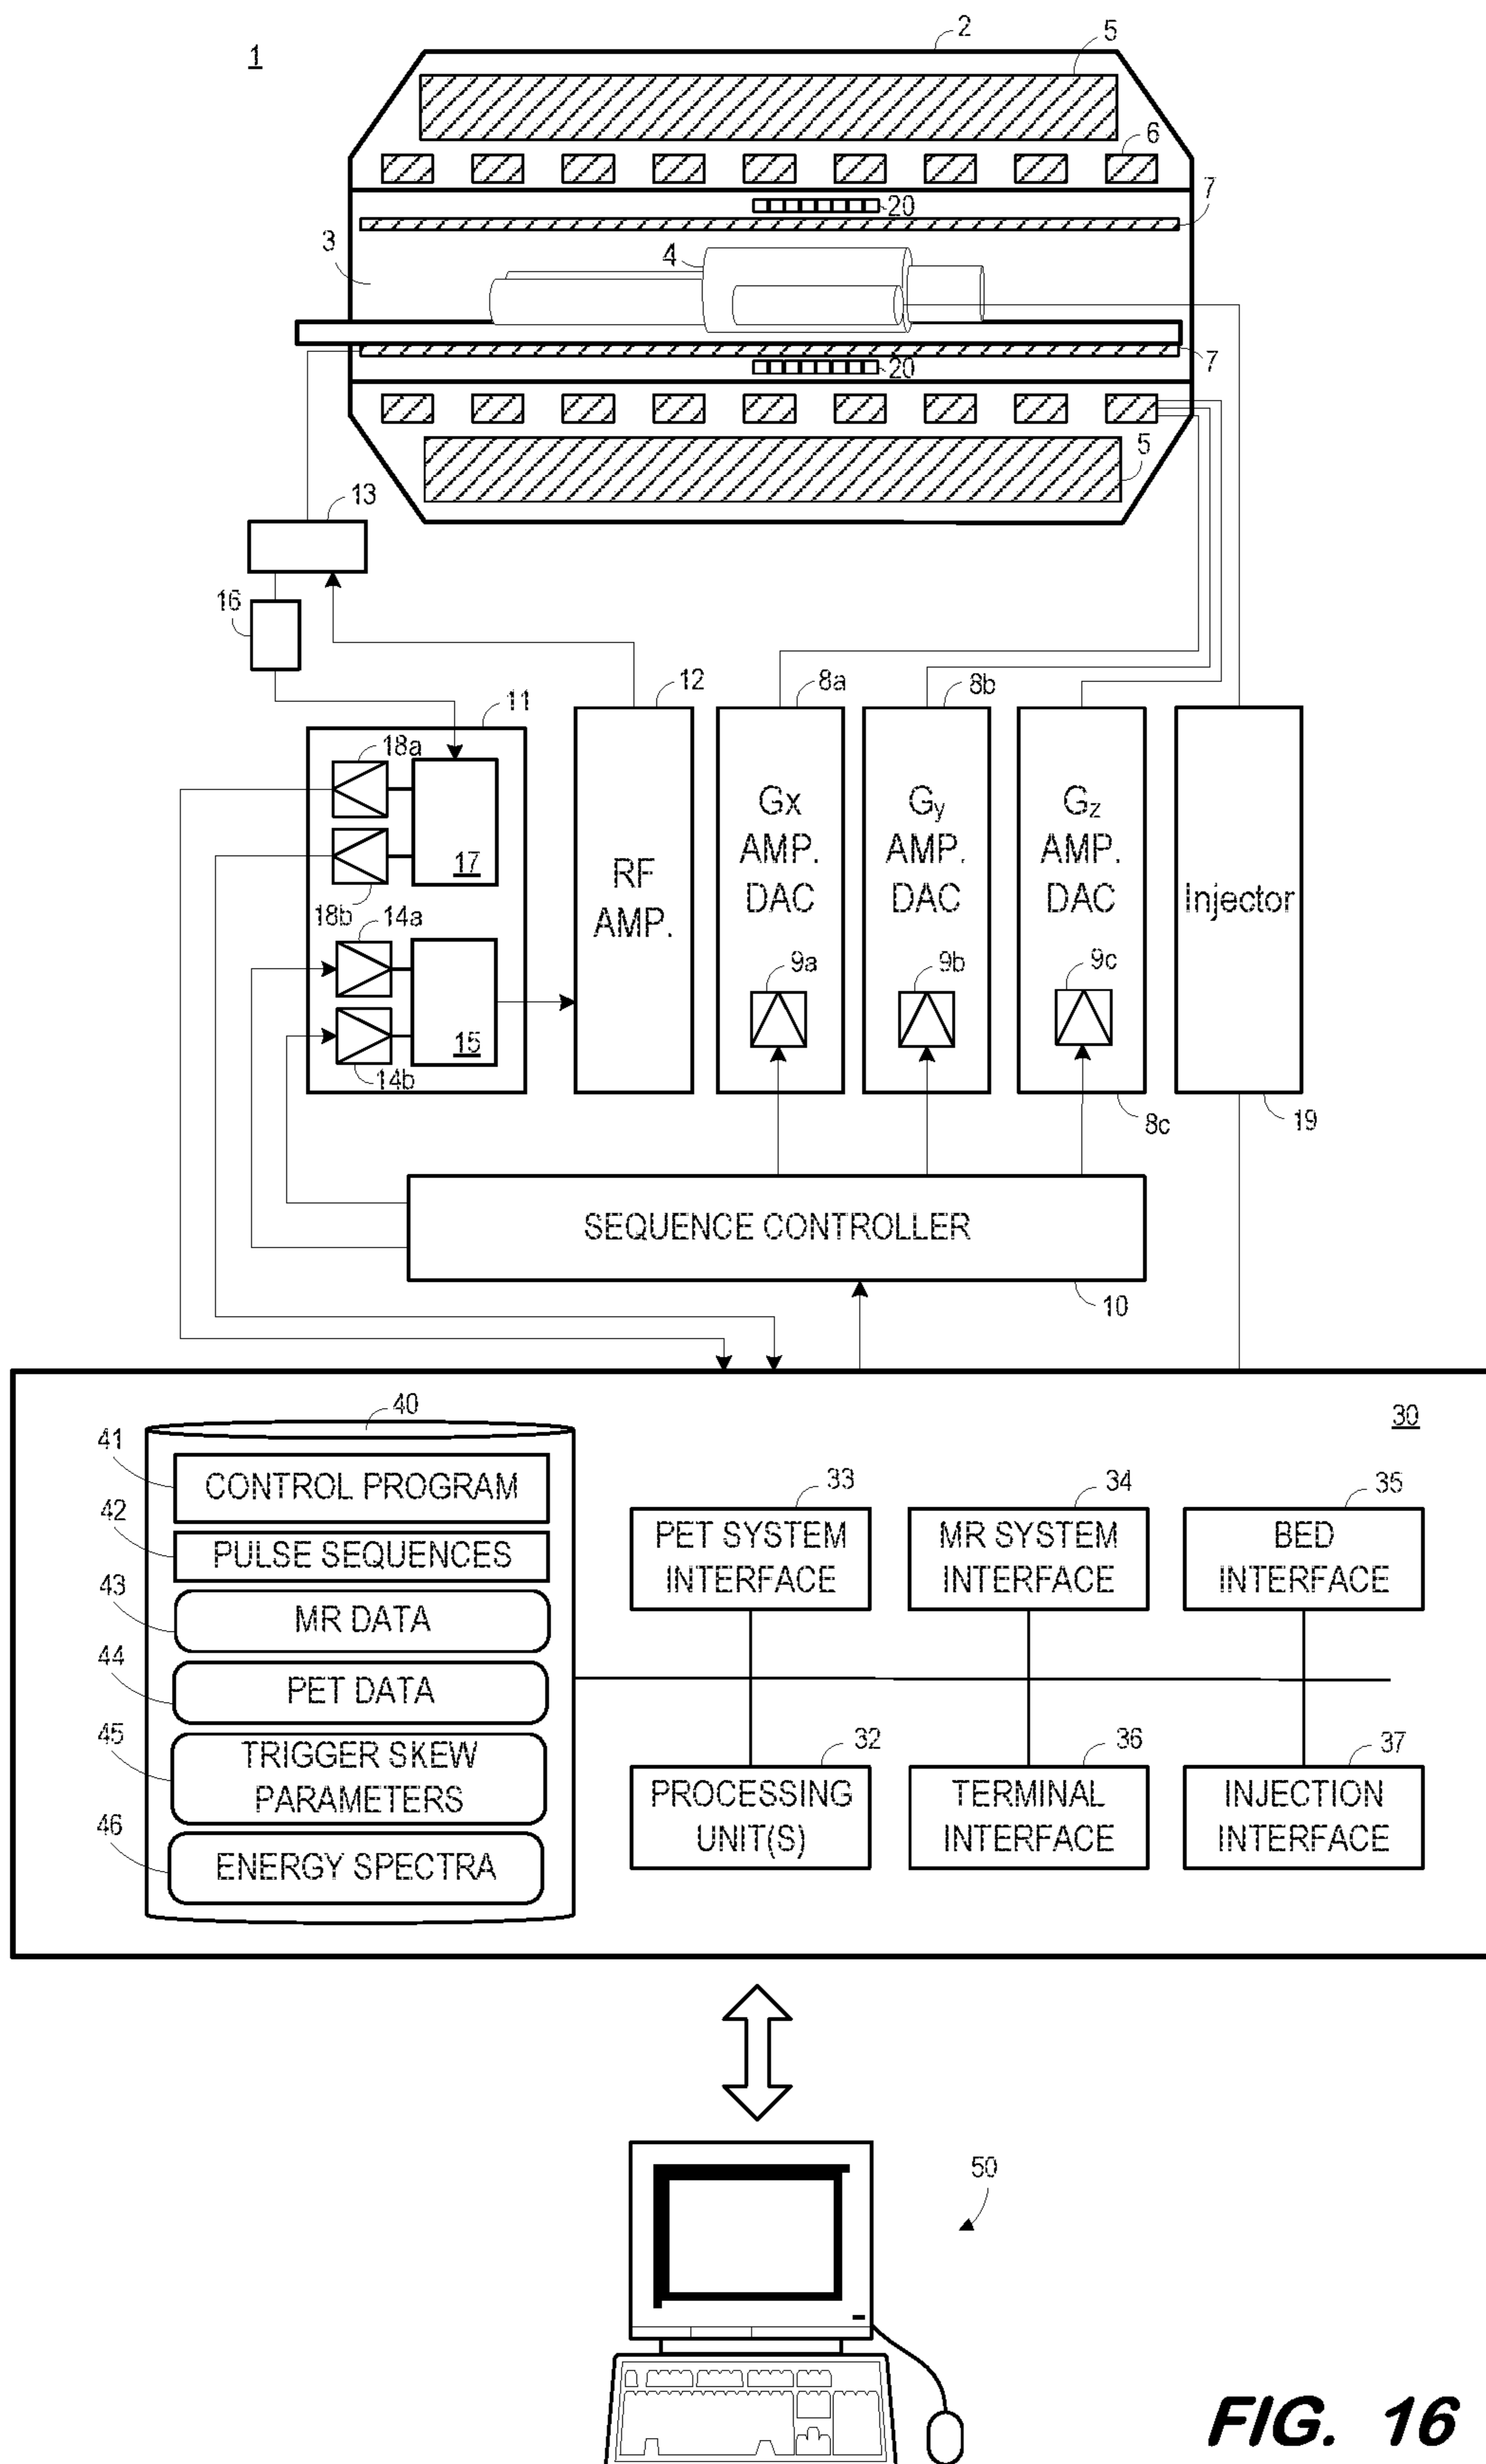 1
2
5
6
7
20
3
4
20
7
5
13
16
12
8a
8b
11
18a
17
18b
14a
15
14b
RF
AMP.
Gx
AMP.
DAC
9a
Gy
AMP.
DAC
9b
Gz
AMP.
DAC
9c
Injector
8c
19
SEQUENCE CONTROLLER
10
30
40
41
CONTROL PROGRAM
42
PULSE SEQUENCES
43
MR DATA
44
PET DATA
45
TRIGGER SKEW
PARAMETERS
46
ENERGY SPECTRA
33
PET SYSTEM
INTERFACE
34
MR SYSTEM
INTERFACE
35
BED
INTERFACE
32
PROCESSING
UNIT(S)
36
TERMINAL
INTERFACE
37
INJECTION
INTERFACE
50
FIG. 16